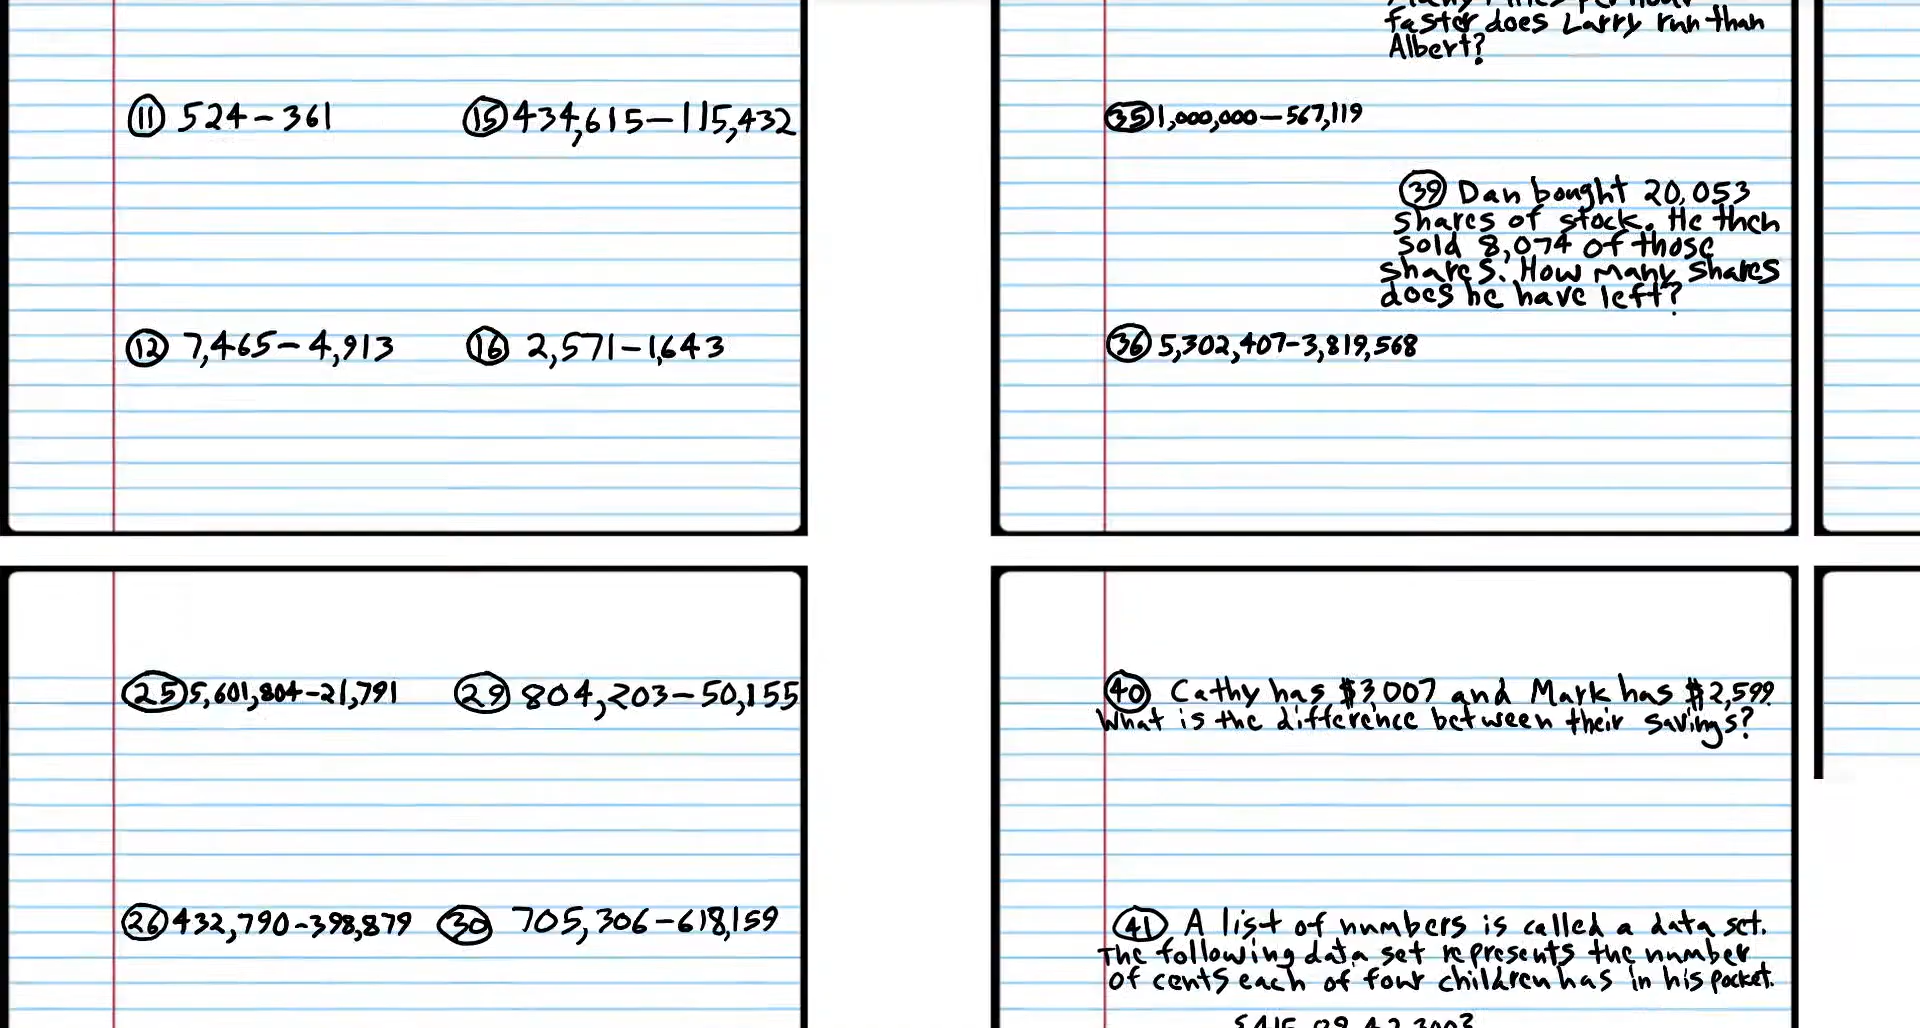 ⑪ 524-361
⑮ 434,615-115,432
⑫ 7,465-4,913
⑯ 2,571-1,643
㉕ 5,601,804-21,791
㉙ 804,203-50,155
㉖ 432,790-398,879
㉚ 705,306-618,159
faster does Larry run than
Albert?
㉟ 1,000,000-567,119
㊴ Dan bought 20,053
shares of stock. He then
sold 8,074 of those
shares. How many shares
does he have left?
㊱ 5,302,407-3,819,568
㊵ Cathy has $3,007 and Mark has $2,599.
What is the difference between their savings?
㊶ A list of numbers is called a data set.
The following data set represents the number
of cents each of four children has in his pocket.